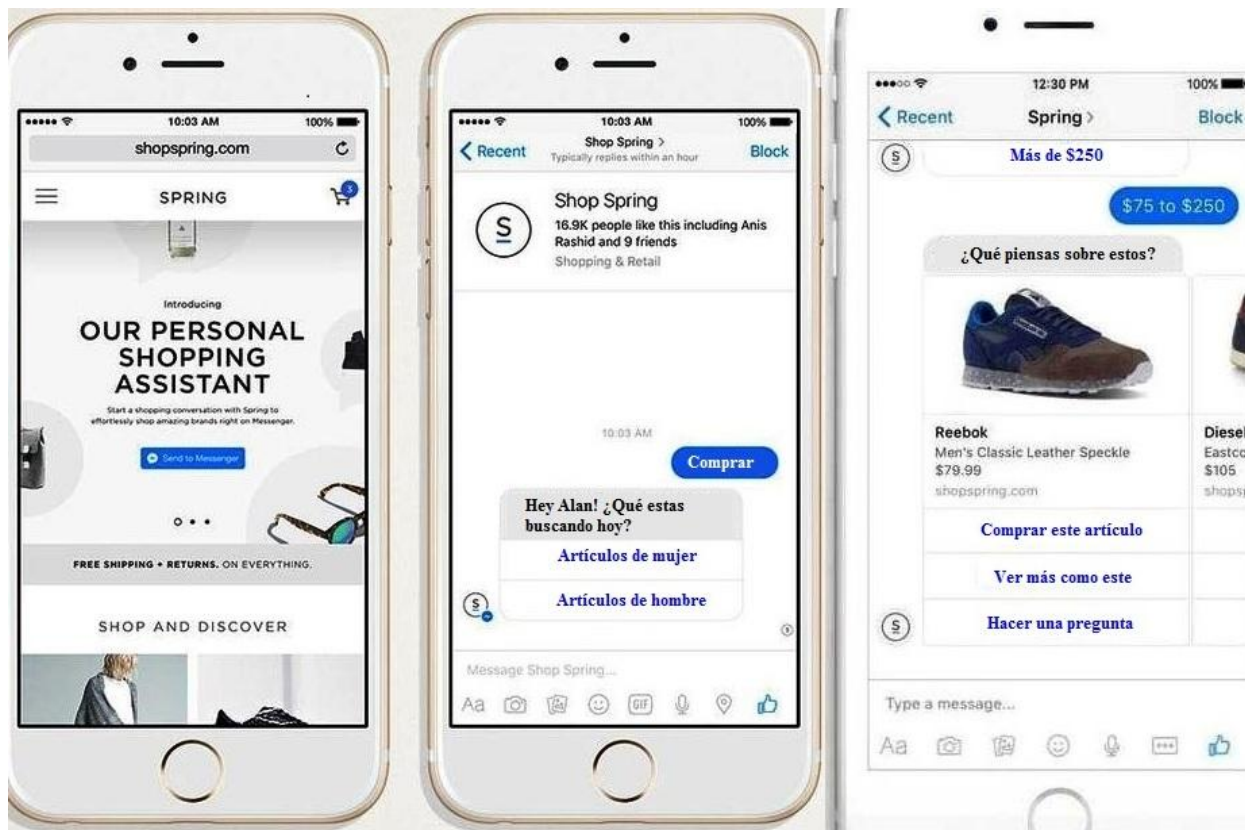 10:03 AM
100%
shopspring.com
SPRING
3
Introducing
OUR PERSONAL
SHOPPING
ASSISTANT
Start a shopping conversation with Spring to
effortlessly shop amazing brands right on Messenger.
Send to Messenger
FREE SHIPPING + RETURNS. ON EVERYTHING.
SHOP AND DISCOVER
10:03 AM
100%
Recent
Shop Spring >
Typically replies within an hour
Block
S
Shop Spring
16.9K people like this including Anis
Rashid and 9 friends
Shopping & Retail
10:03 AM
Comprar
Hey Alan! ¿Qué estas
buscando hoy?
Artículos de mujer
Artículos de hombre
S
Message Shop Spring...
Aa
GIF
12:30 PM
100%
Recent
Spring >
Block
S
Más de $250
$75 to $250
¿Qué piensas sobre estos?
Reebok
Men's Classic Leather Speckle
$79.99
shopspring.com
Comprar este artículo
Ver más como este
Hacer una pregunta
Diesel
Eastco
$105
shopsp
S
Type a message...
Aa